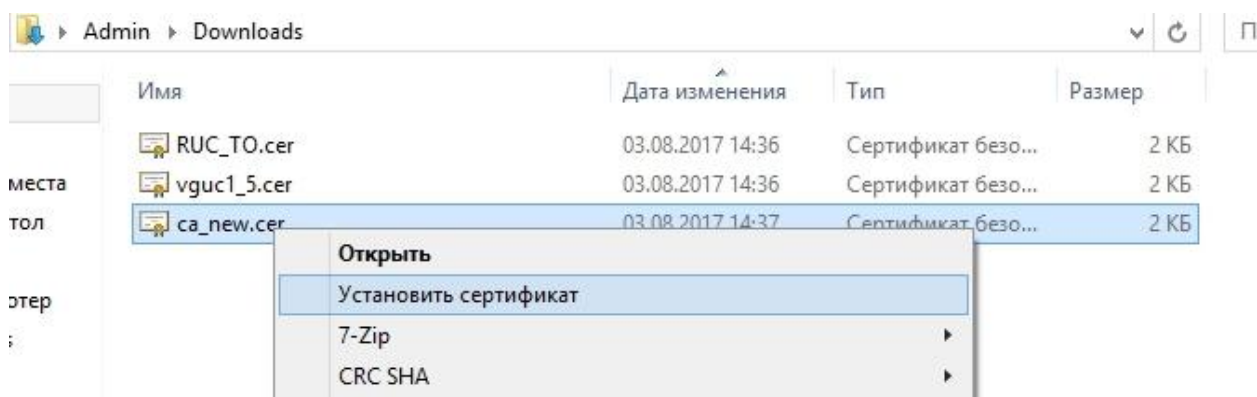 Admin Downloads П
Имя Дата изменения Тип Размер
RUC_TO.cer 03.08.2017 14:36 Сертификат безо... 2 КБ
места vguc1_5.cer 03.08.2017 14:36 Сертификат безо... 2 КБ
тол ca_new.cer 03.08.2017 14:37 Сертификат безо... 2 КБ
Открыть
отер Установить сертификат
7-Zip
CRC SHA